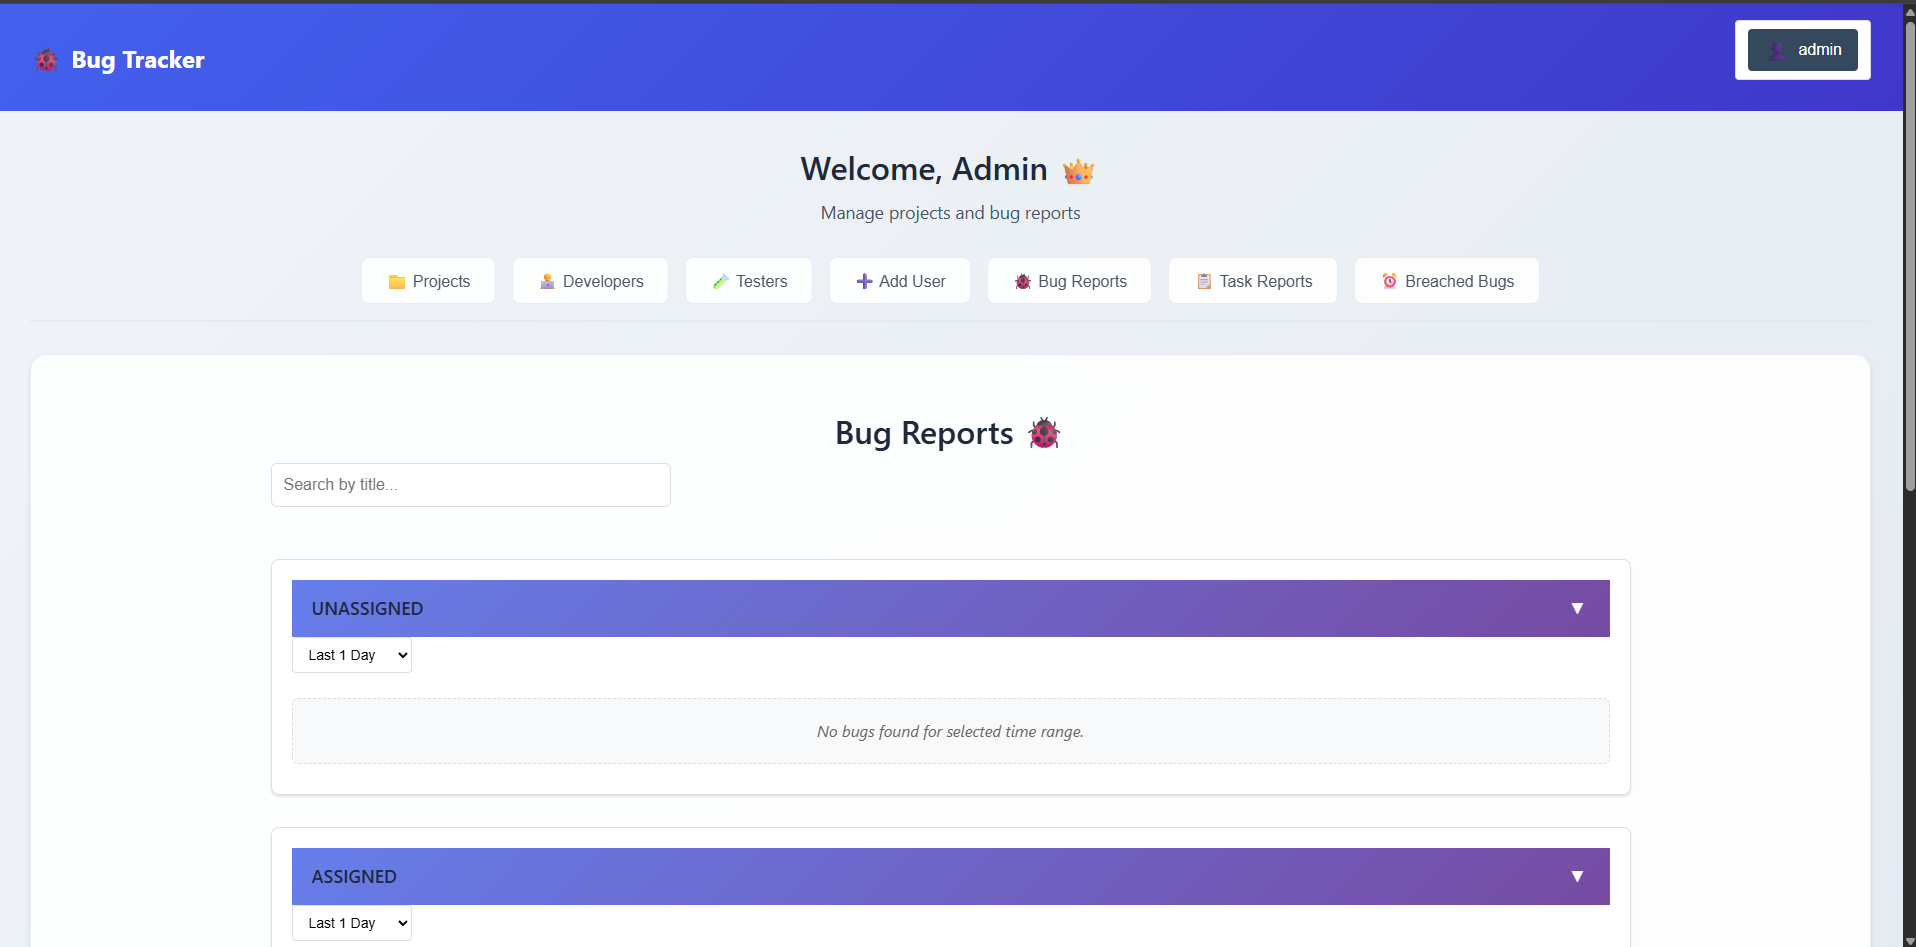 Bug Tracker
admin
Welcome, Admin
Manage projects and bug reports
Projects
Developers
Testers
Add User
Bug Reports
Task Reports
Breached Bugs
Bug Reports
Search by title...
UNASSIGNED
Last 1 Day
No bugs found for selected time range.
ASSIGNED
Last 1 Day